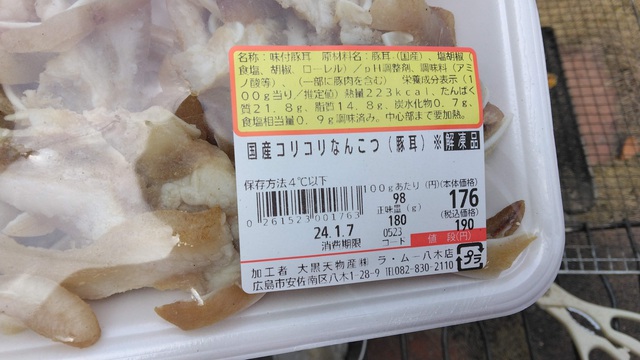 名称:味付豚耳 原材料名:豚耳(国産)、塩胡椒(
食塩、胡椒、ローレル)/pH調整剤、調味料(アミ
ノ酸等)、(一部に豚肉を含む) 栄養成分表示(1
00g当り/推定値)熱量223kcal、たんぱく
質21.8g、脂質14.8g、炭水化物0.7g、
食塩相当量0.9g調味済み。中心部まで要加熱。
国産コリコリなんこつ(豚耳)※解凍品
保存方法4℃以下
100gあたり(円)(本体価格)
98 176
正味量(g) (税込価格)
180 190
0 261523 001763
24.1.7 0523
消費期限 コード 値段(円)
プラ
加工者 大黒天物産㈱ ラ・ムー八木店
広島市安佐南区八木1-28-9 TEL082-830-2110